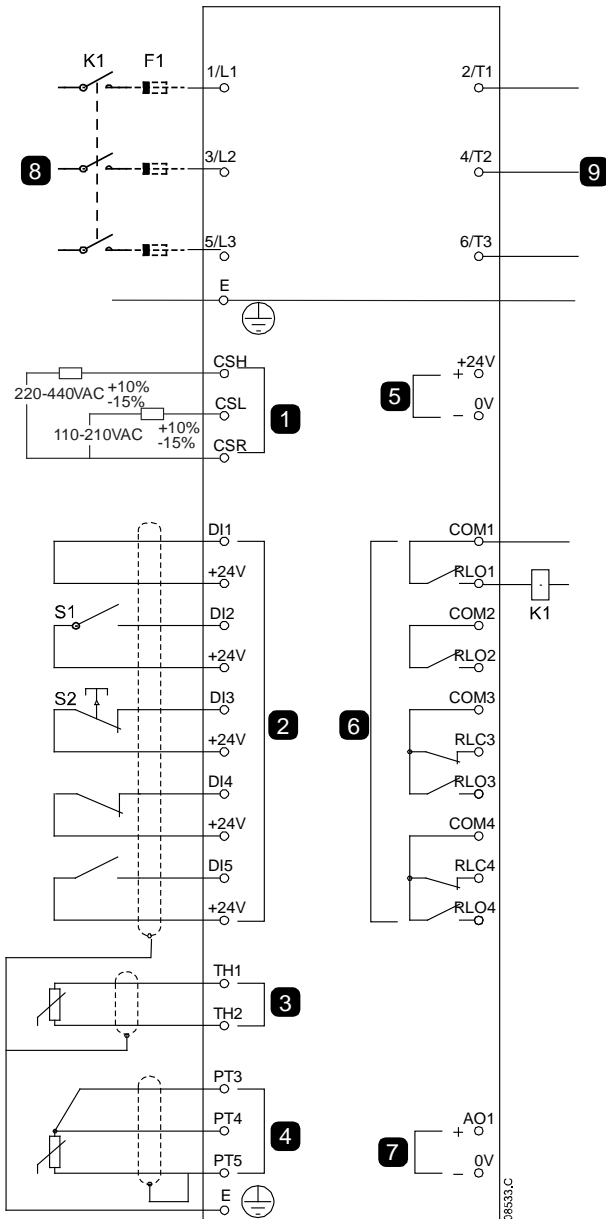 K1 F1
1/L1 2/T1
8 3/L2 4/T2 9
5/L3 6/T3
E
CSH +24V
220-440VAC +10%
-15%
+
5
0V
CSL
-
110-210VAC +10%
-15%
1
CSR
DI1 COM1
+24V RLO1
K1
S1 DI2 COM2
+24V RLO2
S2 DI3 COM3
2 6
+24V RLC3
DI4 RLO3
+24V COM4
DI5 RLC4
+24V RLO4
TH1
3
TH2
PT3
PT4 AO1
4 7 +
PT5 0V
-
E
08533.C